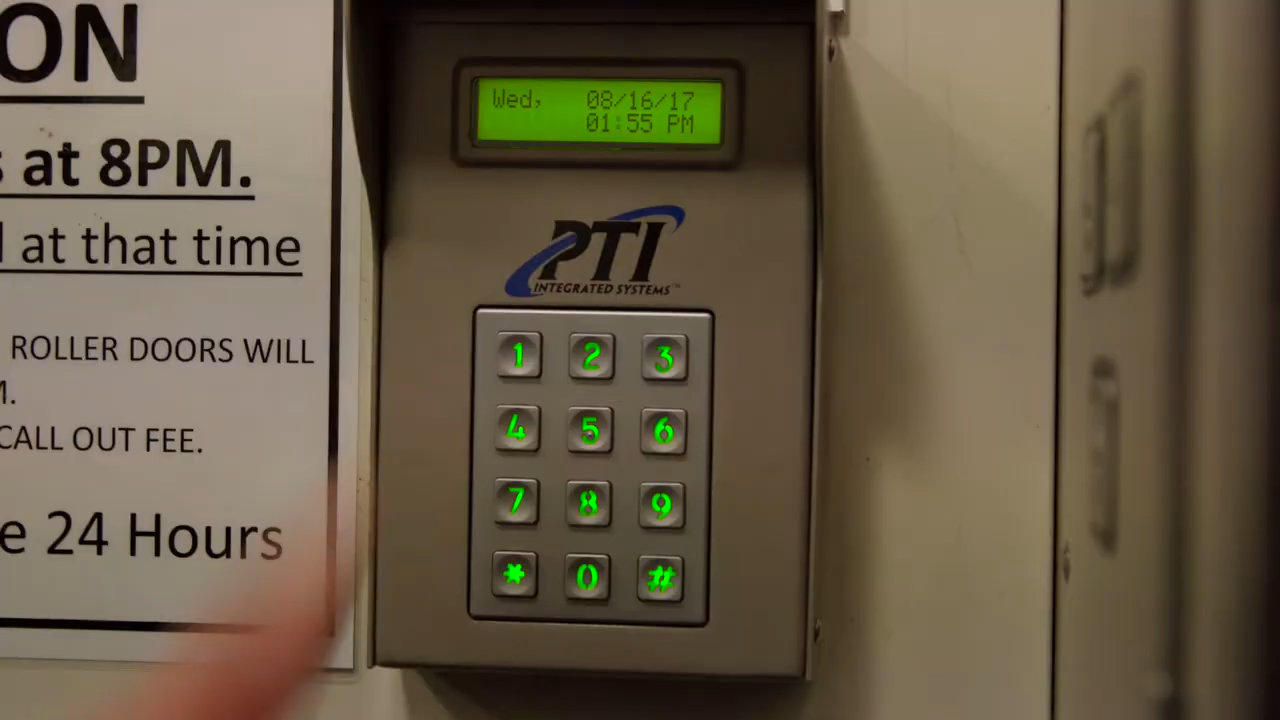 ON
s at 8PM.
l at that time
ROLLER DOORS WILL
M.
CALL OUT FEE.
e 24 Hours
Wed, 08/16/17
01:55 PM
PTI
INTEGRATED SYSTEMS™
1 2 3
4 5 6
7 8 9
* 0 #